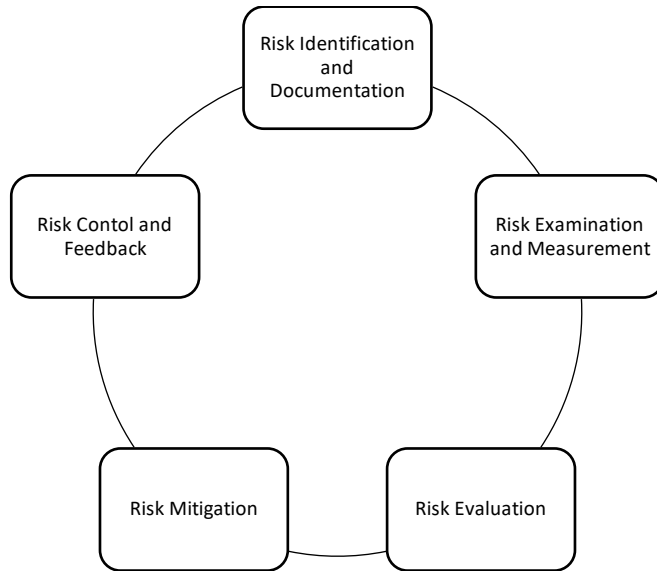 Risk Identification
and
Documentation
Risk Examination
and Measurement
Risk Evaluation
Risk Mitigation
Risk Contol and
Feedback